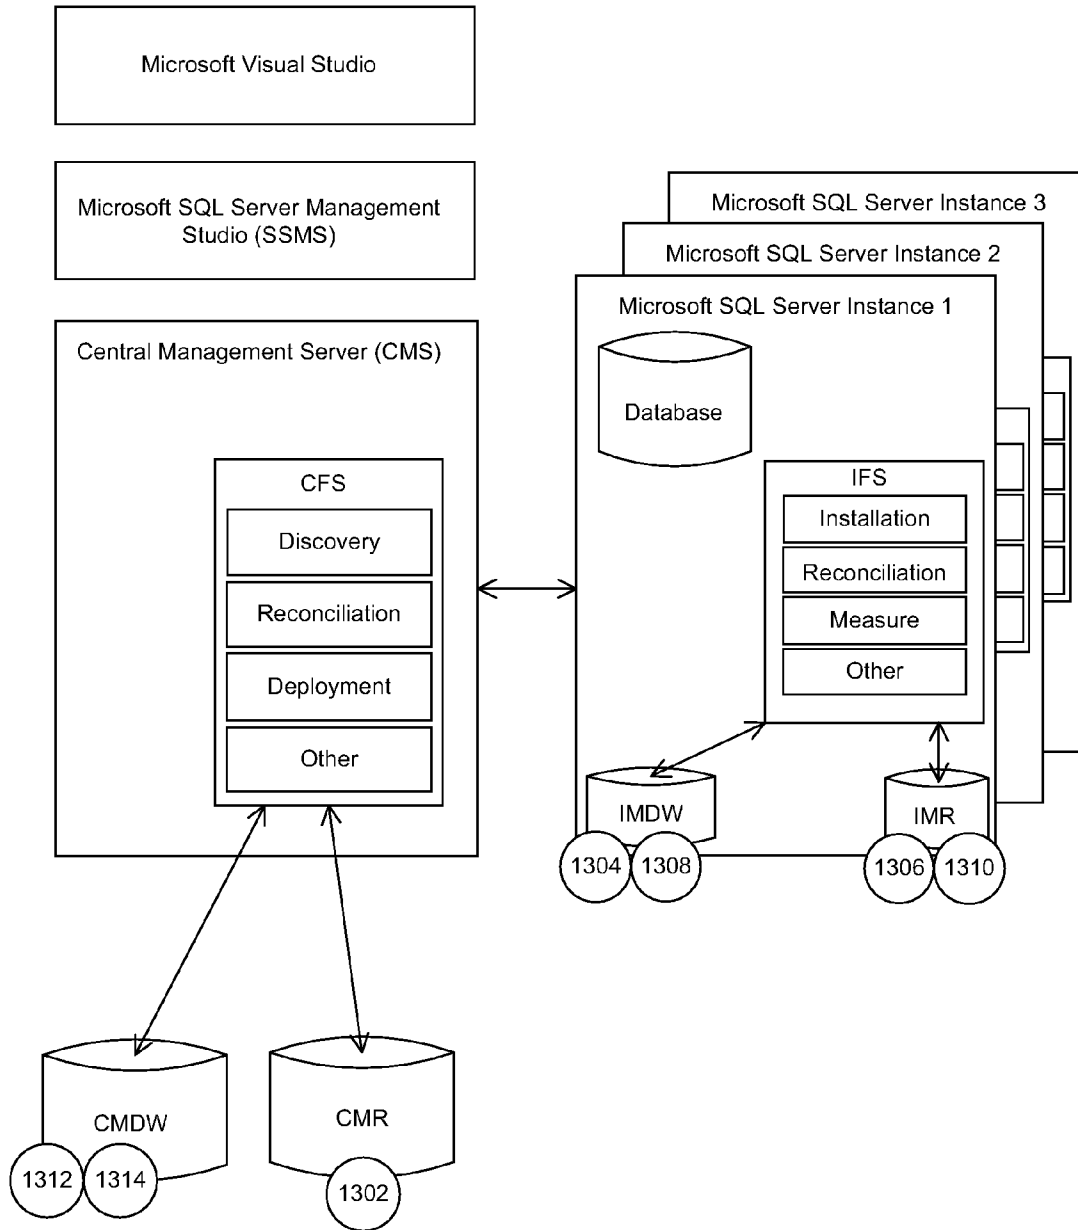 Microsoft Visual Studio
Microsoft SQL Server Management
Studio (SSMS)
Central Management Server (CMS)
CFS
Discovery
Reconciliation
Deployment
Other
Microsoft SQL Server Instance 3
Microsoft SQL Server Instance 2
Microsoft SQL Server Instance 1
Database
IFS
Installation
Reconciliation
Measure
Other
IMDW
1304
1308
IMR
1306
1310
CMDW
1312
1314
CMR
1302